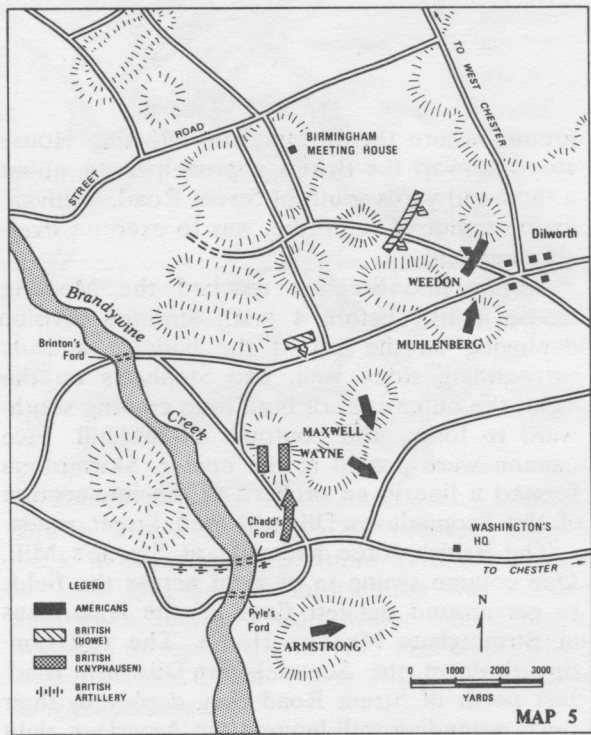 TO WEST CHESTER
STREET ROAD
BIRMINGHAM
MEETING HOUSE
Dilworth
WEEDON
MUHLENBERG
Brandywine
Creek
Brinton's
Ford
MAXWELL
WAYNE
Chadd's
Ford
WASHINGTON'S
HQ.
TO CHESTER
Pyle's
Ford
ARMSTRONG
LEGEND
AMERICANS
BRITISH
(HOWE)
BRITISH
(KNYPHAUSEN)
BRITISH
ARTILLERY
N
0 1000 2000 3000
YARDS
MAP 5